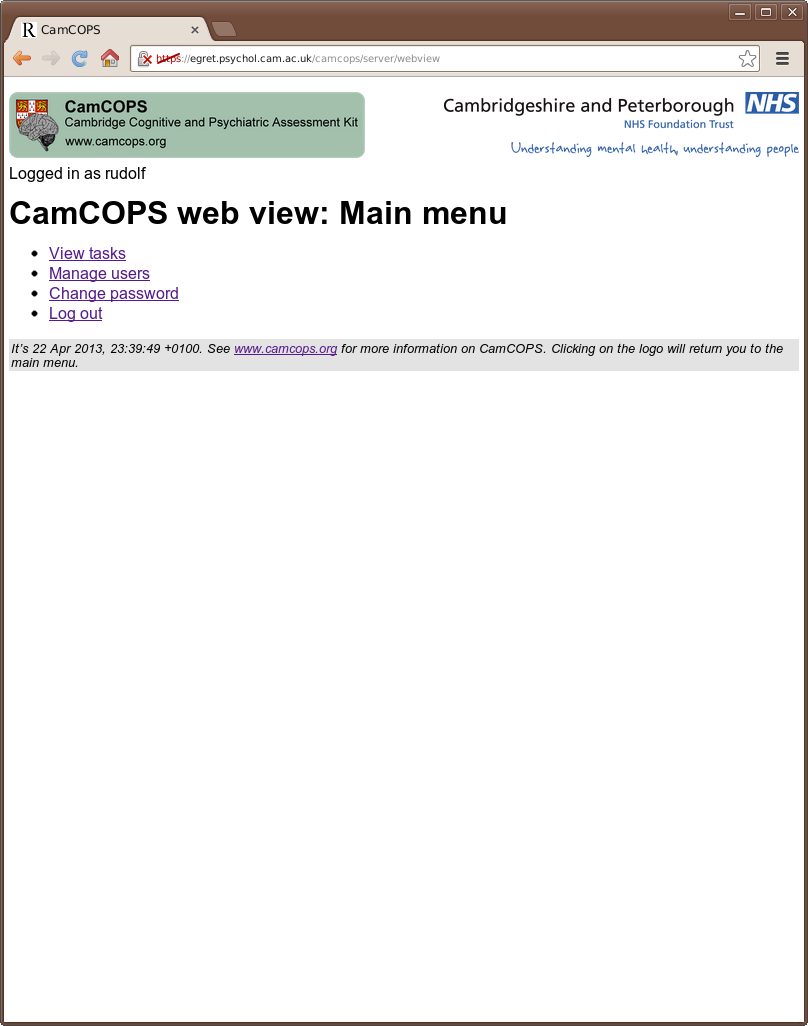 CamCOPS
https://egret.psychol.cam.ac.uk/camcops/server/webview
CamCOPS
Cambridge Cognitive and Psychiatric Assessment Kit
www.camcops.org
Cambridgeshire and Peterborough NHS
NHS Foundation Trust
Understanding mental health, understanding people
Logged in as rudolf
CamCOPS web view: Main menu
View tasks
Manage users
Change password
Log out
It's 22 Apr 2013, 23:39:49 +0100. See www.camcops.org for more information on CamCOPS. Clicking on the logo will return you to the
main menu.